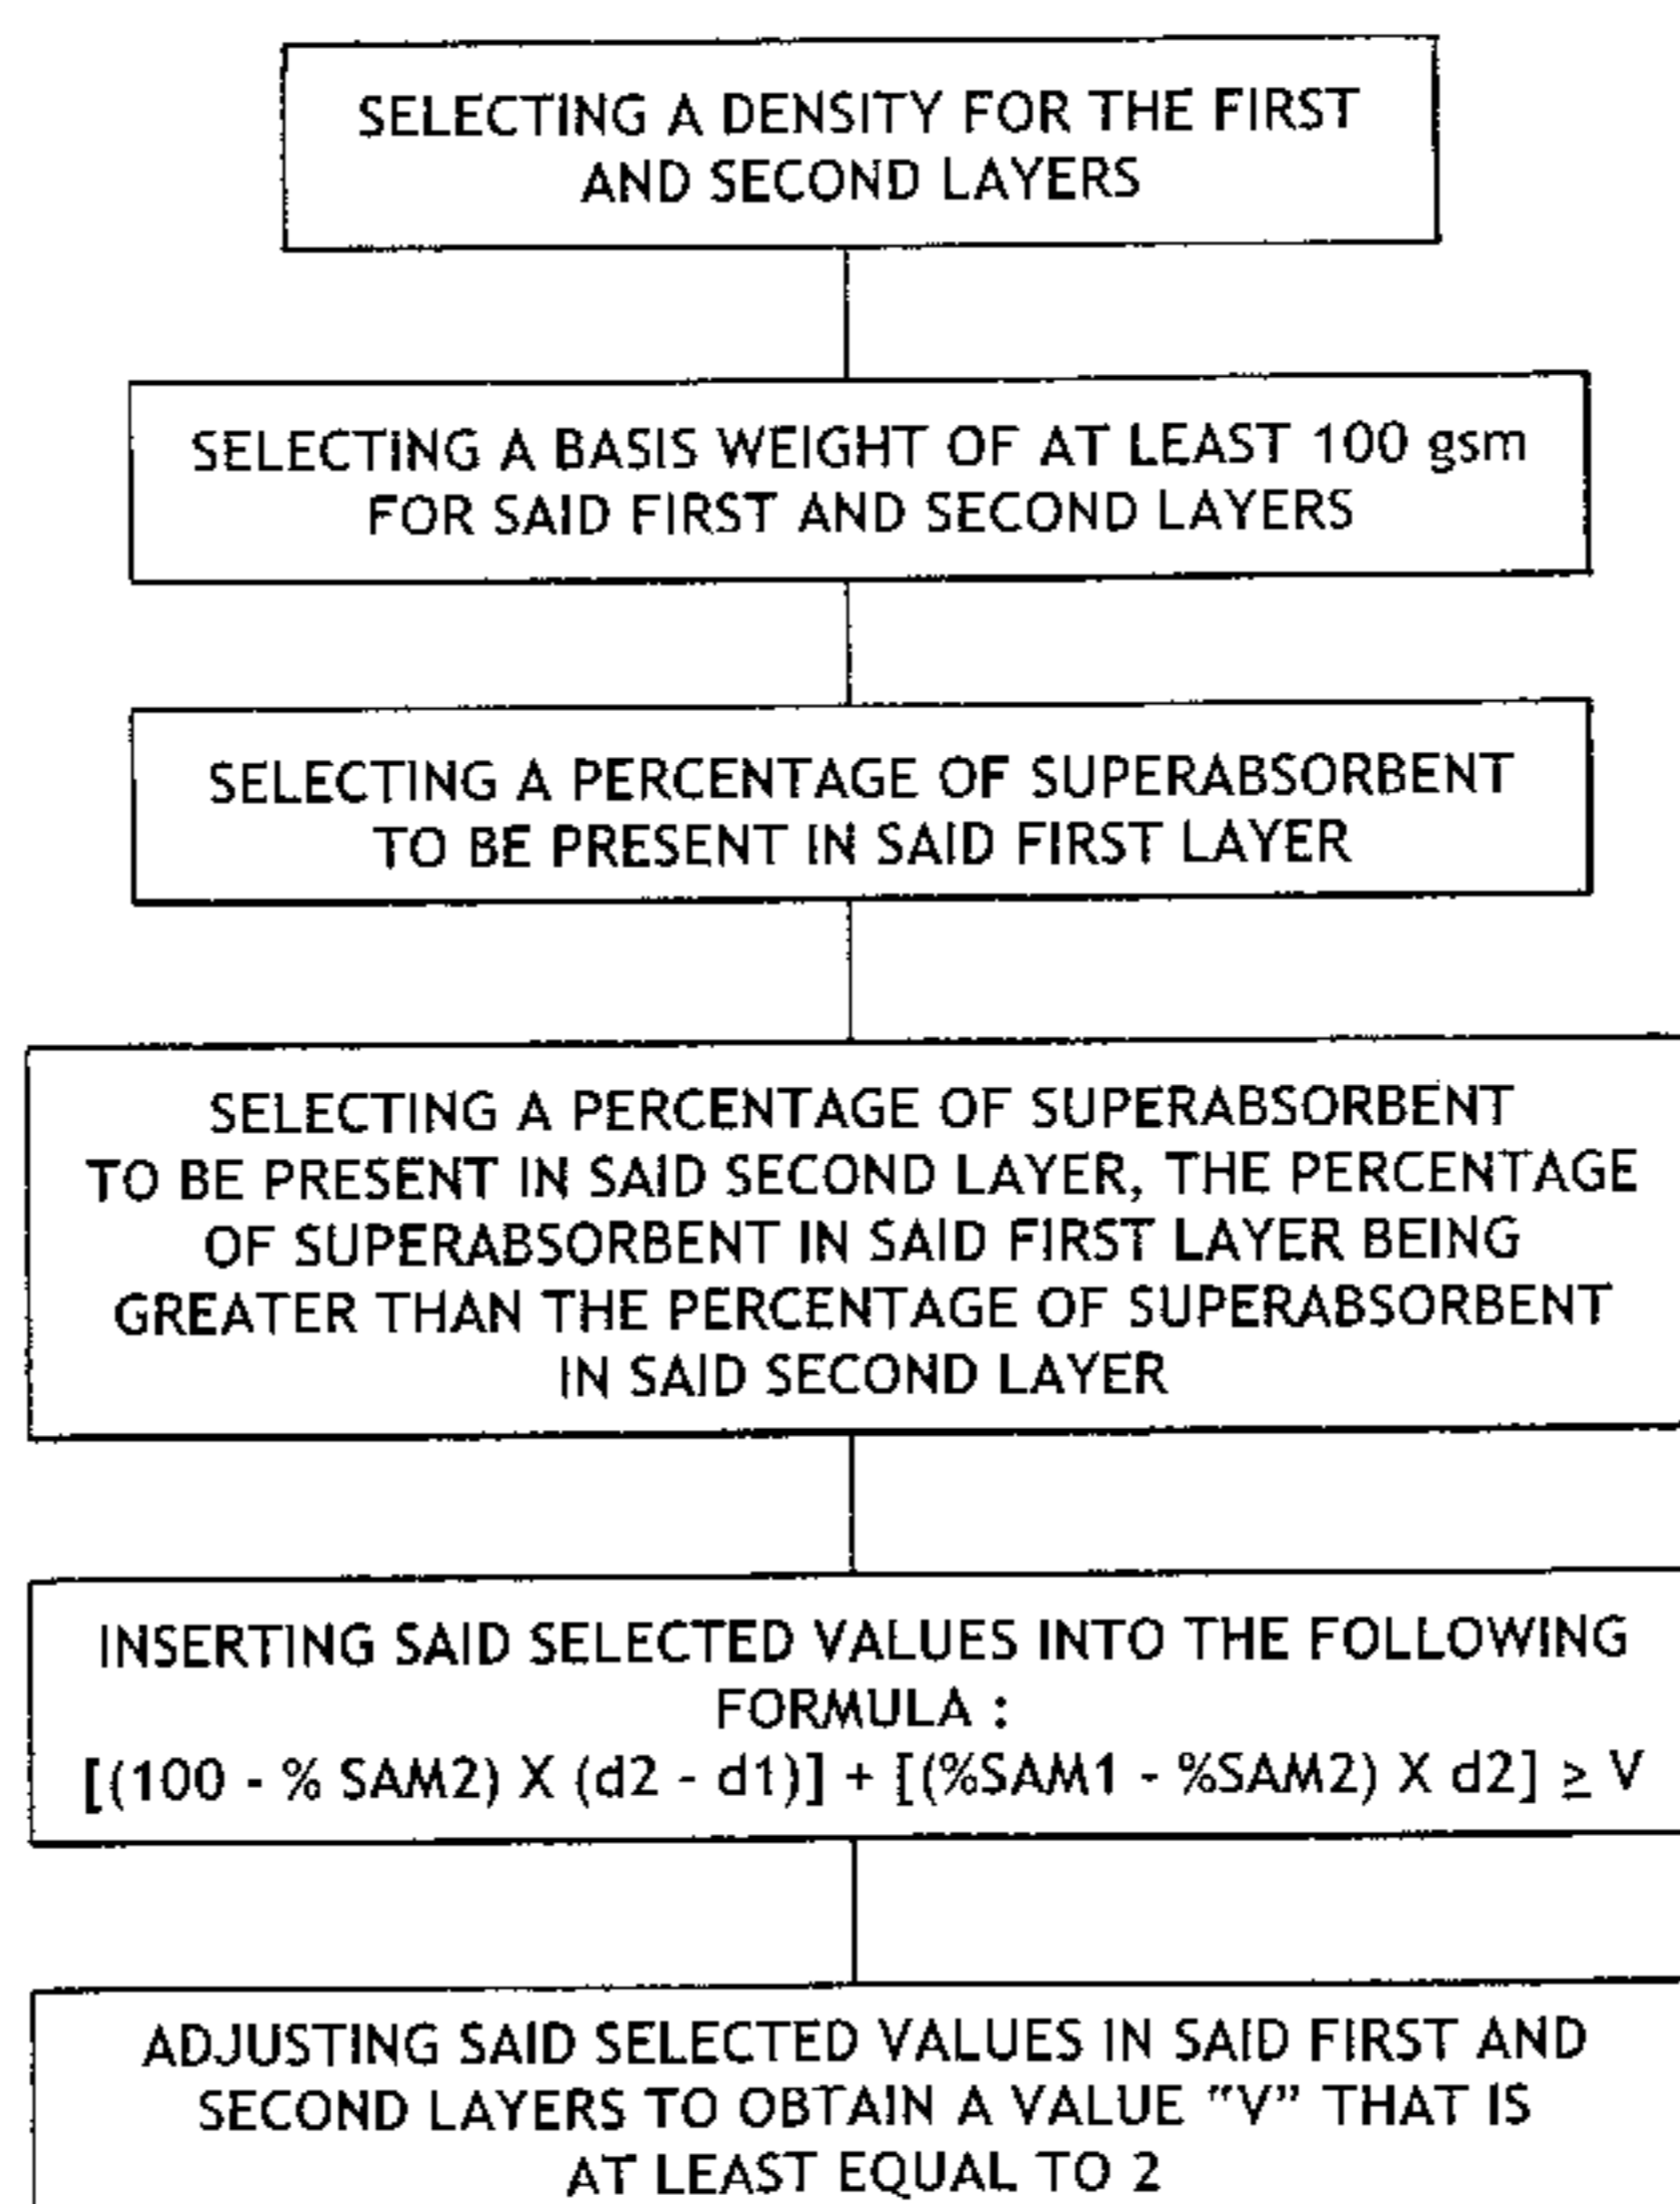 SELECTING A DENSITY FOR THE FIRST
AND SECOND LAYERS
SELECTING A BASIS WEIGHT OF AT LEAST 100 gsm
FOR SAID FIRST AND SECOND LAYERS
SELECTING A PERCENTAGE OF SUPERABSORBENT
TO BE PRESENT IN SAID FIRST LAYER
SELECTING A PERCENTAGE OF SUPERABSORBENT
TO BE PRESENT IN SAID SECOND LAYER, THE PERCENTAGE
OF SUPERABSORBENT IN SAID FIRST LAYER BEING
GREATER THAN THE PERCENTAGE OF SUPERABSORBENT
IN SAID SECOND LAYER
INSERTING SAID SELECTED VALUES INTO THE FOLLOWING
FORMULA :
[(100 - % SAM2) X (d2 - d1)] + [(%SAM1 - %SAM2) X d2] ≥ V
ADJUSTING SAID SELECTED VALUES IN SAID FIRST AND
SECOND LAYERS TO OBTAIN A VALUE "V" THAT IS
AT LEAST EQUAL TO 2